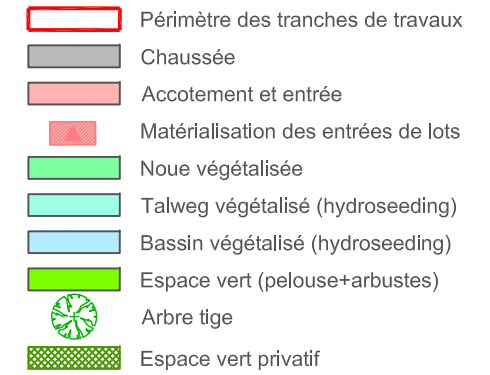 Périmètre des tranches de travaux
Chaussée
Accotement et entrée
Matérialisation des entrées de lots
Noue végétalisée
Talweg végétalisé (hydroseeding)
Bassin végétalisé (hydroseeding)
Espace vert (pelouse+arbustes)
Arbre tige
Espace vert privatif